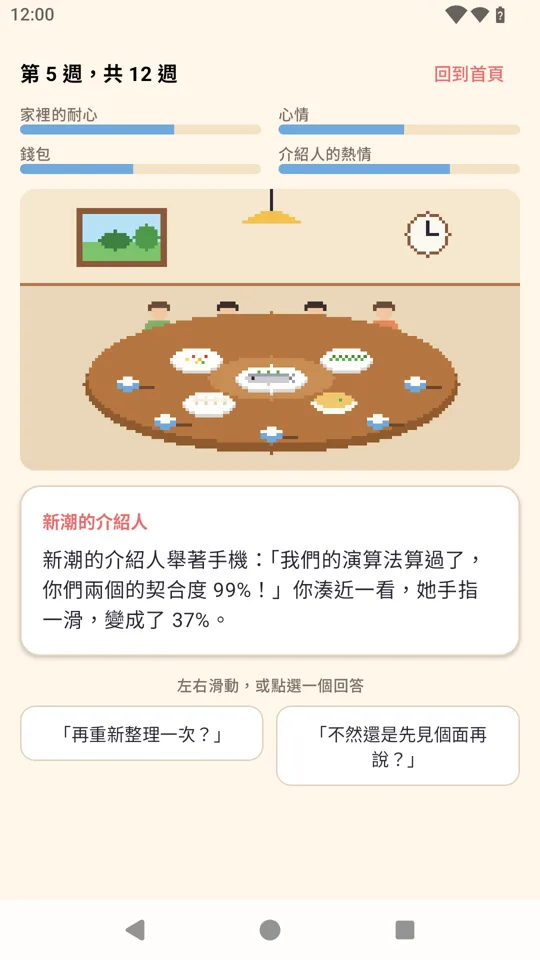 12:00
第 5 週，共 12 週
回到首頁
家裡的耐心
心情
錢包
介紹人的熱情
新潮的介紹人
新潮的介紹人舉著手機：「我們的演算法算過了，
你們兩個的契合度 99%！」你湊近一看，她手指
一滑，變成了 37%。
左右滑動，或點選一個回答
「再重新整理一次？」
「不然還是先見個面再
說？」